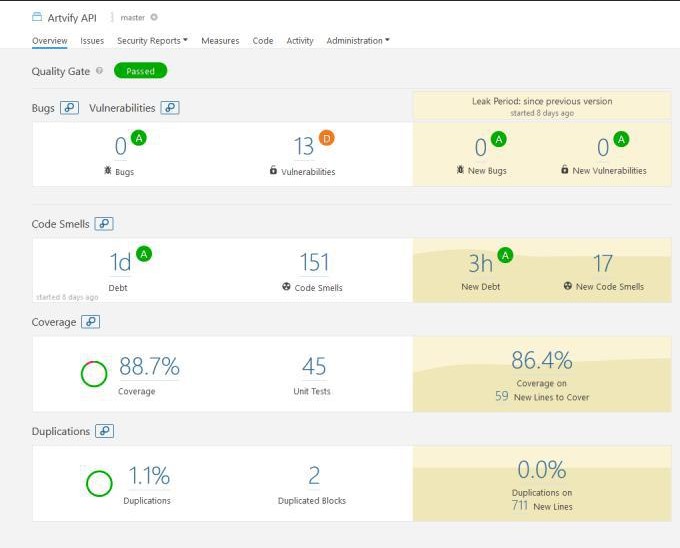 Artvify API master
Overview Issues Security Reports Measures Code Activity Administration
Quality Gate ? Passed
Bugs Vulnerabilities
Leak Period: since previous version
started 8 days ago
0 A
Bugs
13 D
Vulnerabilities
0 A
New Bugs
0 A
New Vulnerabilities
Code Smells
1d A
Debt
started 8 days ago
151
Code Smells
3h A
New Debt
17
New Code Smells
Coverage
88.7%
Coverage
45
Unit Tests
86.4%
Coverage on
59 New Lines to Cover
Duplications
1.1%
Duplications
2
Duplicated Blocks
0.0%
Duplications on
711 New Lines